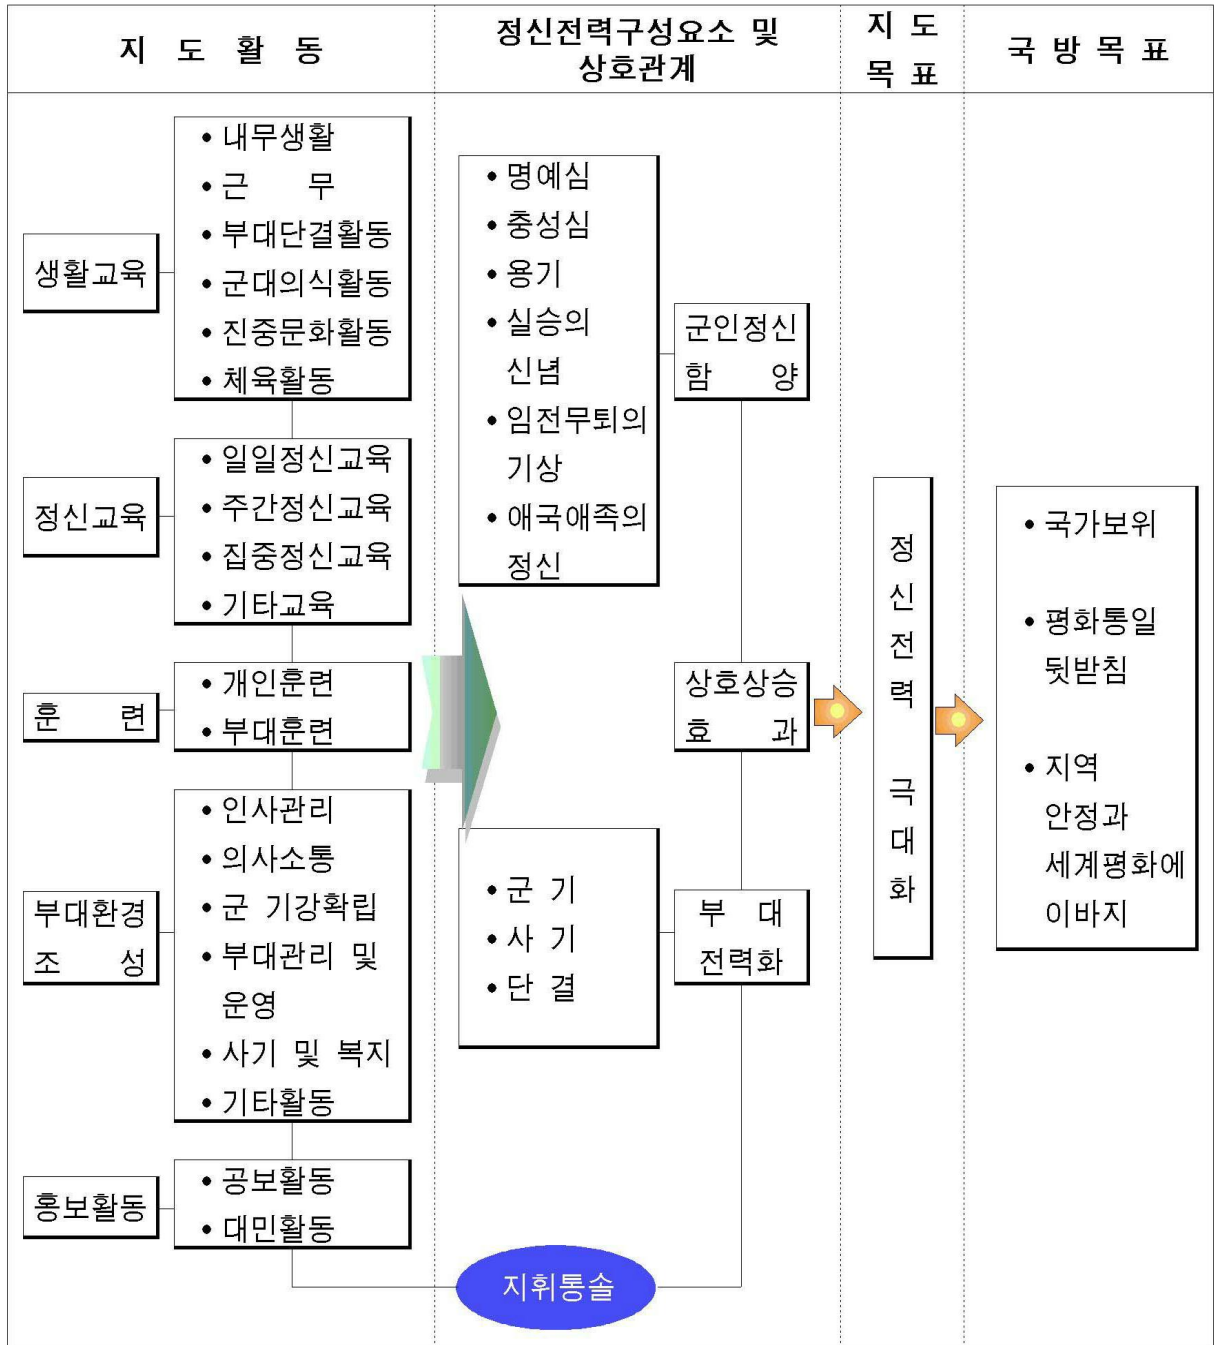 지 도 활 동
정신전력구성요소 및
상호관계
지 도
목 표
국 방 목 표
생활교육
• 내무생활
• 근 무
• 부대단결활동
• 군대의식활동
• 진중문화활동
• 체육활동
정신교육
• 일일정신교육
• 주간정신교육
• 집중정신교육
• 기타교육
훈 련
• 개인훈련
• 부대훈련
부대환경
조 성
• 인사관리
• 의사소통
• 군 기강확립
• 부대관리 및
운영
• 사기 및 복지
• 기타활동
홍보활동
• 공보활동
• 대민활동
• 명예심
• 충성심
• 용기
• 실승의
신념
• 임전무퇴의
기상
• 애국애족의
정신
군인정신
함 양
상호상승
효 과
• 군 기
• 사 기
• 단 결
부 대
전력화
지휘통솔
정
신
전
력
극
대
화
• 국가보위
• 평화통일
뒷받침
• 지역
안정과
세계평화에
이바지